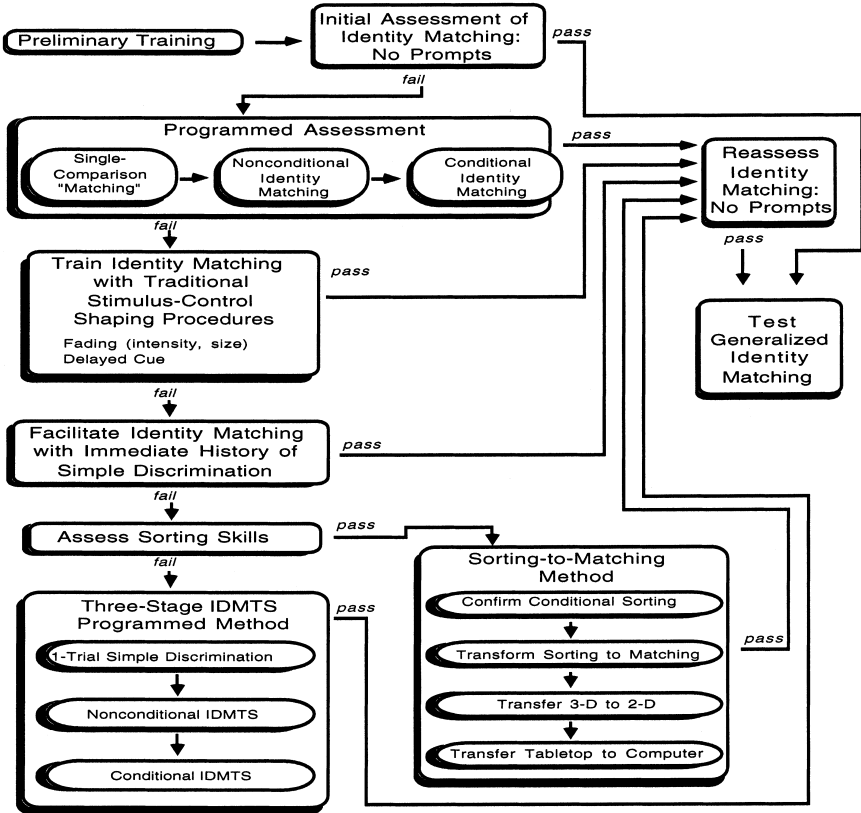 Preliminary Training
Initial Assessment of
Identity Matching:
No Prompts
pass
fail
Programmed Assessment
Single-
Comparison
"Matching"
Nonconditional
Identity
Matching
Conditional
Identity
Matching
pass
Reassess
Identity
Matching:
No Prompts
pass
fail
Train Identity Matching
with Traditional
Stimulus-Control
Shaping Procedures
Fading (intensity, size)
Delayed Cue
pass
Test
Generalized
Identity
Matching
fail
Facilitate Identity Matching
with Immediate History of
Simple Discrimination
pass
fail
Assess Sorting Skills
pass
fail
Sorting-to-Matching
Method
Confirm Conditional Sorting
Transform Sorting to Matching
Transfer 3-D to 2-D
Transfer Tabletop to Computer
pass
Three-Stage IDMTS
Programmed Method
pass
1-Trial Simple Discrimination
Nonconditional IDMTS
Conditional IDMTS